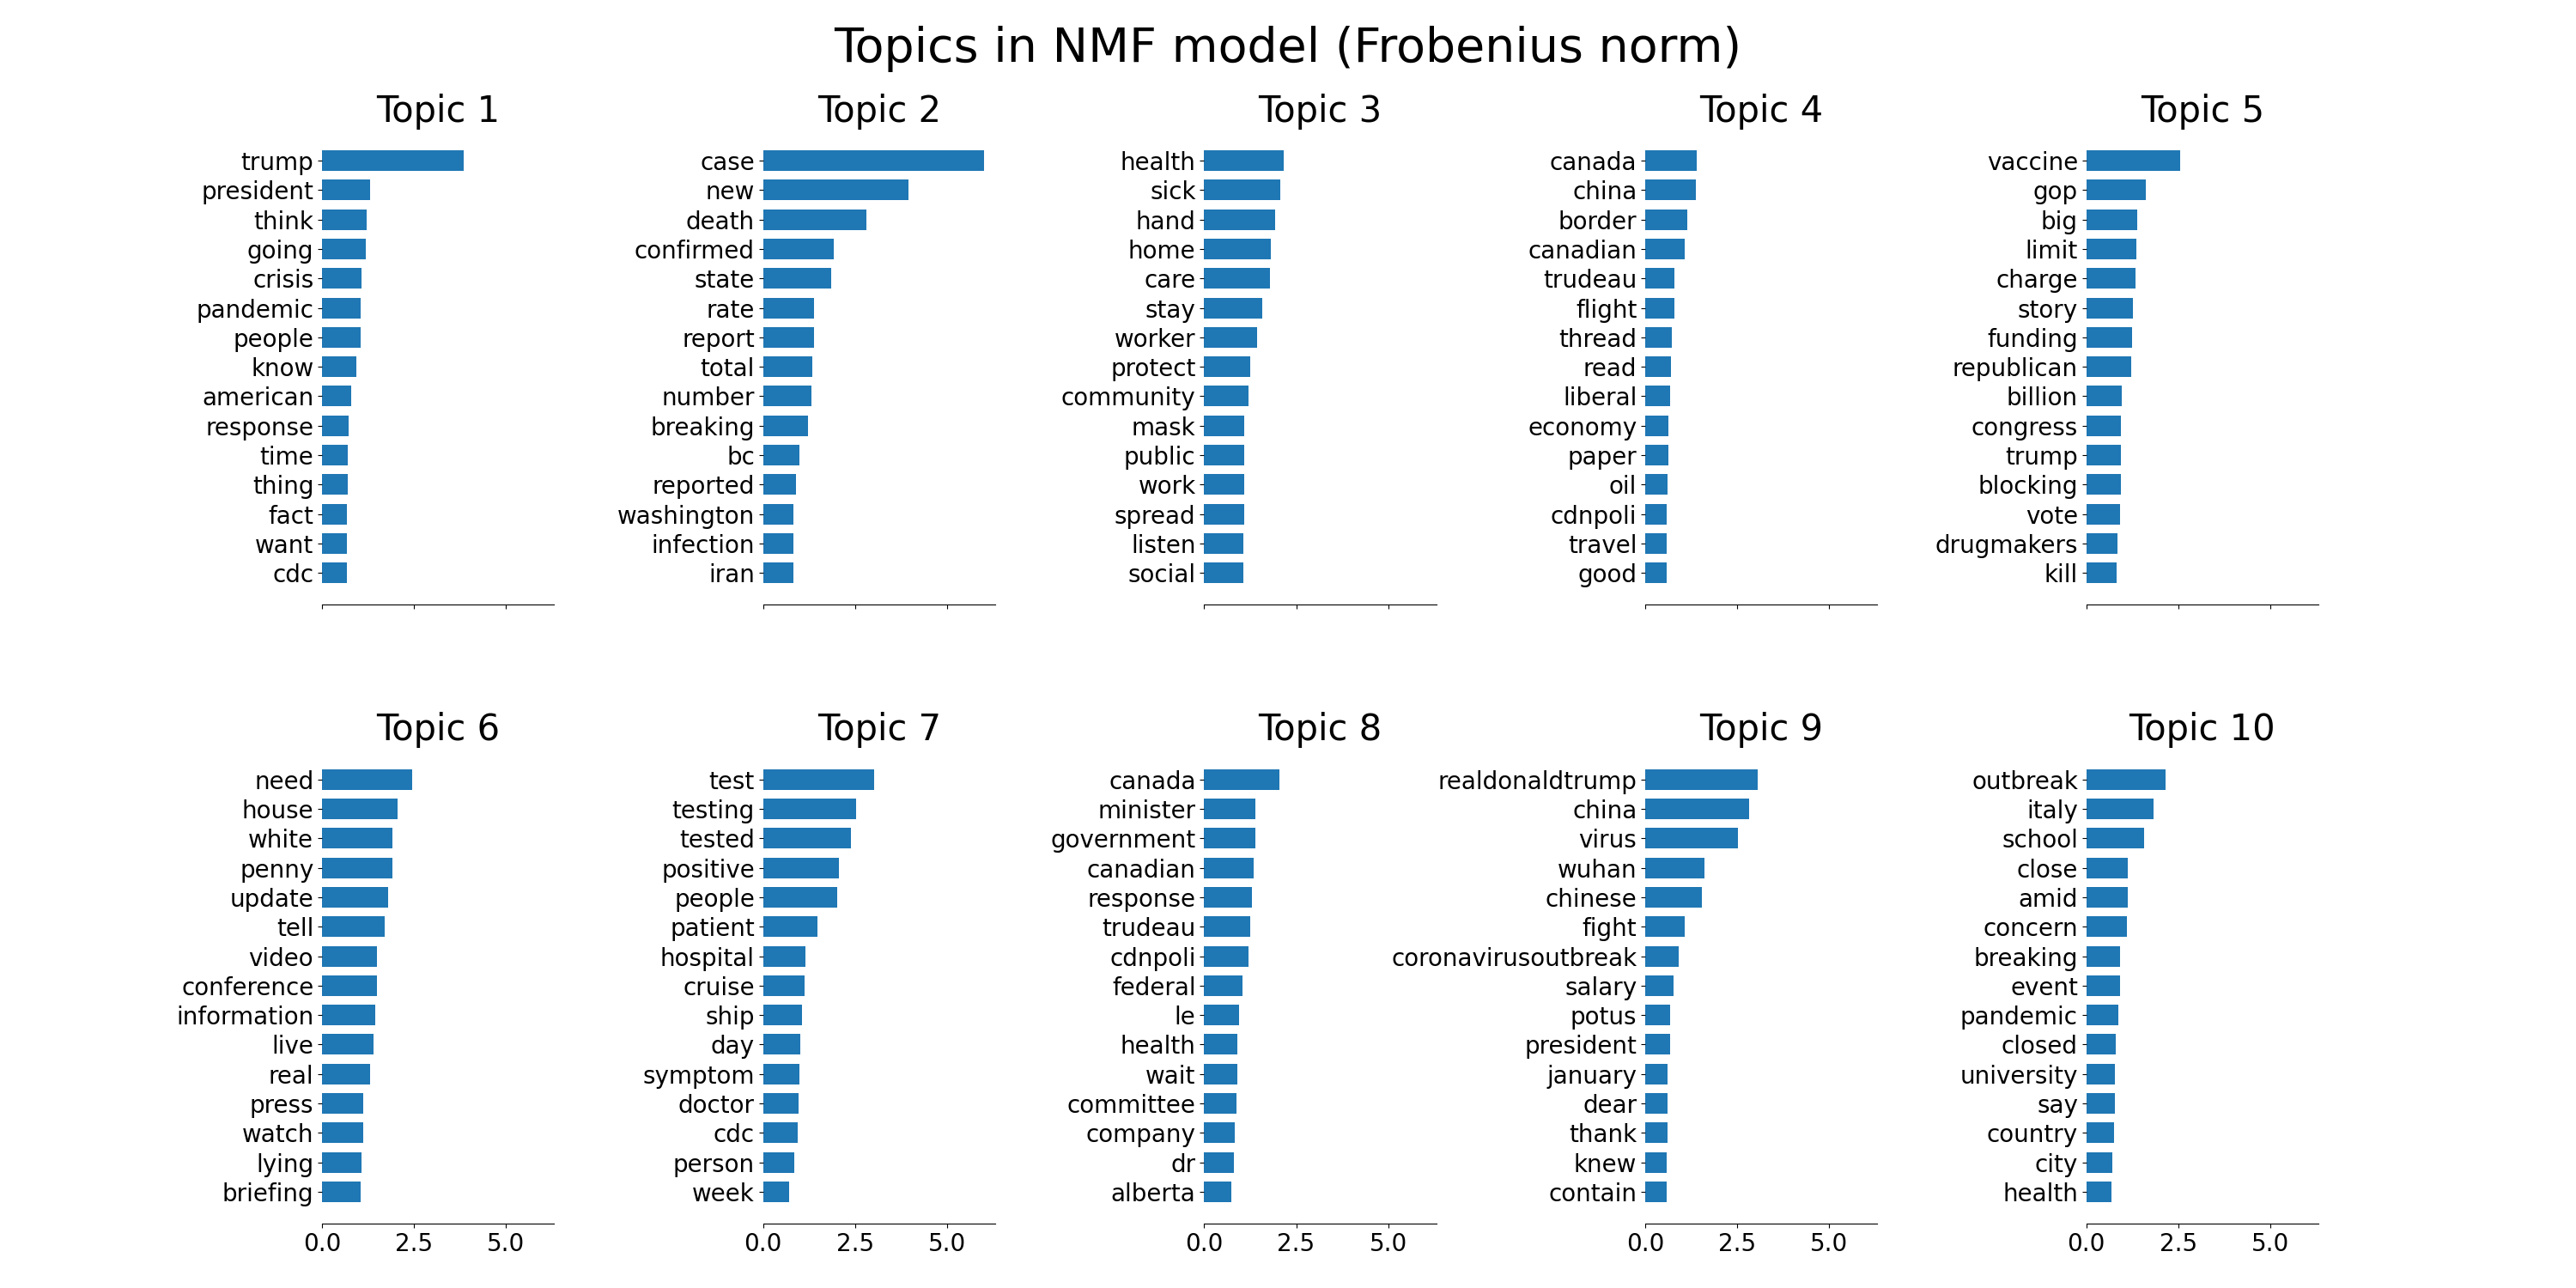 Topics in NMF model (Frobenius norm)
Topic 1
trump
president
think
going
crisis
pandemic
people
know
american
response
time
thing
fact
want
cdc
Topic 2
case
new
death
confirmed
state
rate
report
total
number
breaking
bc
reported
washington
infection
iran
Topic 3
health
sick
hand
home
care
stay
worker
protect
community
mask
public
work
spread
listen
social
Topic 4
canada
china
border
canadian
trudeau
flight
thread
read
liberal
economy
paper
oil
cdnpoli
travel
good
Topic 5
vaccine
gop
big
limit
charge
story
funding
republican
billion
congress
trump
blocking
vote
drugmakers
kill
Topic 6
need
house
white
penny
update
tell
video
conference
information
live
real
press
watch
lying
briefing
0.0 2.5 5.0
Topic 7
test
testing
tested
positive
people
patient
hospital
cruise
ship
day
symptom
doctor
cdc
person
week
0.0 2.5 5.0
Topic 8
canada
minister
government
canadian
response
trudeau
cdnpoli
federal
le
health
wait
committee
company
dr
alberta
0.0 2.5 5.0
Topic 9
realdonaldtrump
china
virus
wuhan
chinese
fight
coronavirusoutbreak
salary
potus
president
january
dear
thank
knew
contain
0.0 2.5 5.0
Topic 10
outbreak
italy
school
close
amid
concern
breaking
event
pandemic
closed
university
say
country
city
health
0.0 2.5 5.0